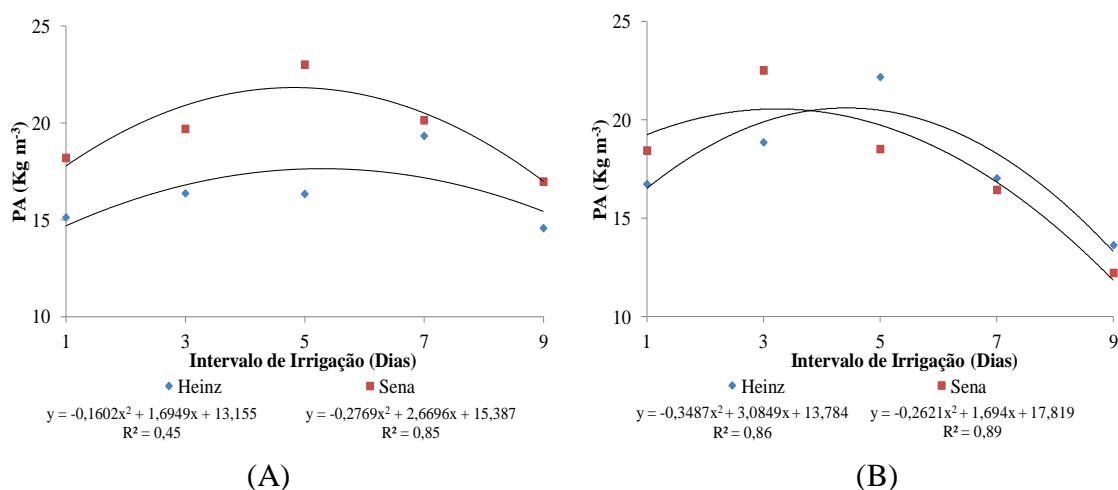 25
20
15
10
PA (Kg m-³)
1 3 5 7 9
Intervalo de Irrigação (Dias)
Heinz Sena
y = -0,1602x² + 1,6949x + 13,155 y = -0,2769x² + 2,6696x + 15,387
R² = 0,45 R² = 0,85
(A)
25
20
15
10
PA (Kg m-³)
1 3 5 7 9
Intervalo de Irrigação (Dias)
Heinz Sena
y = -0,3487x² + 3,0849x + 13,784 y = -0,2621x² + 1,694x + 17,819
R² = 0,86 R² = 0,89
(B)